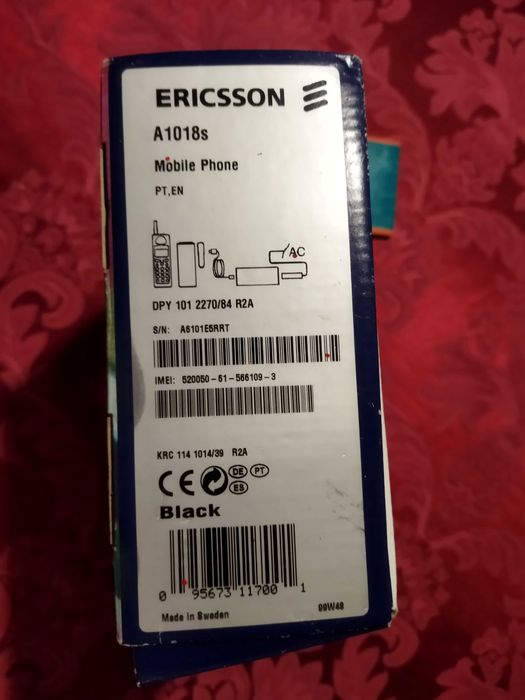 ERICSSON
A1018s
Mobile Phone
PT,EN
AC
DPY 101 2270/84 R2A
S/N: A6101E5RRT
IMEI: 520050-61-566109-3
KRC 114 1014/39 R2A
CE DE PT
ES
Black
0 95673 11700 1
Made in Sweden 99W48